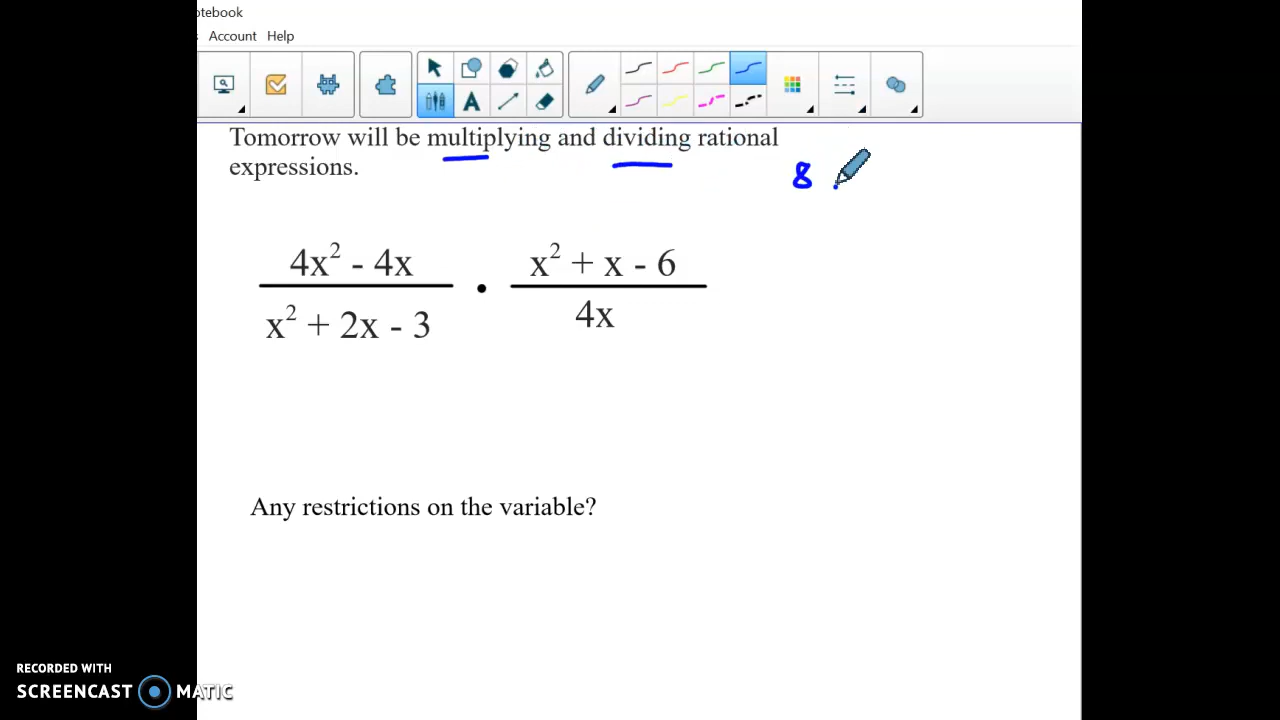 otebook
Account Help
A
Tomorrow will be multiplying and dividing rational
expressions.
8
4x² - 4x
x² + 2x - 3
·
x² + x - 6
4x
Any restrictions on the variable?
RECORDED WITH
SCREENCAST MATIC